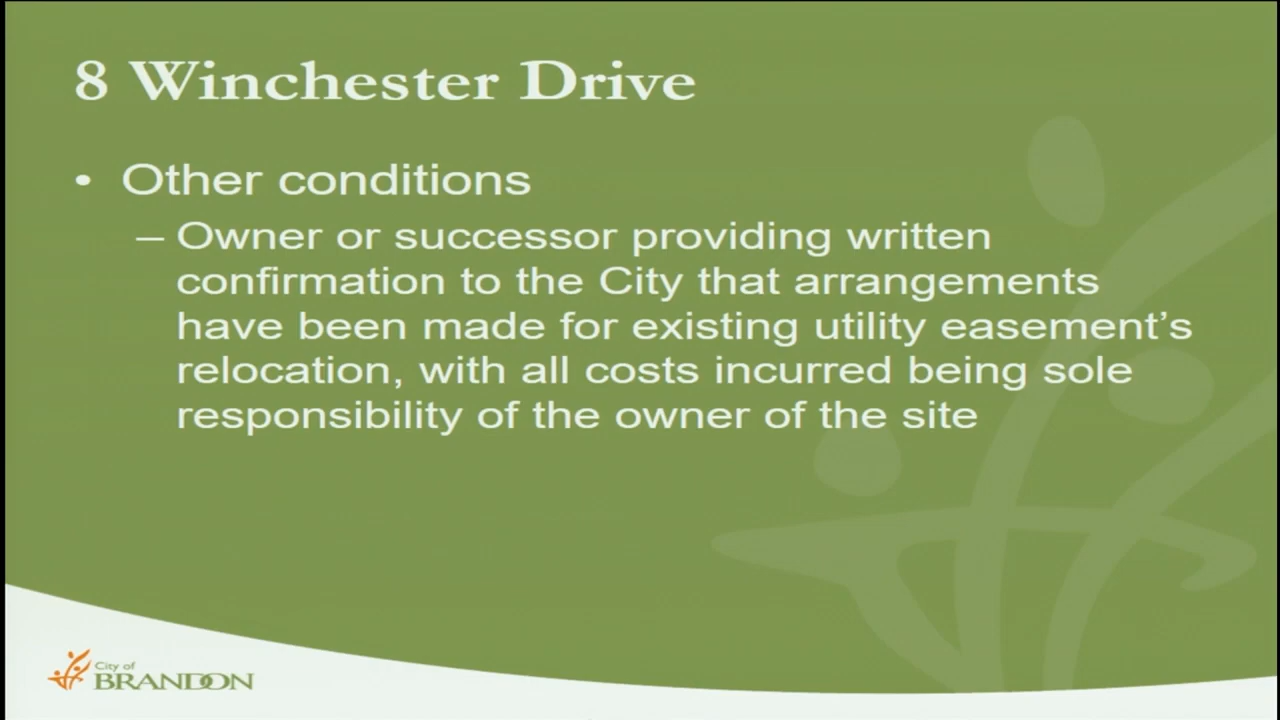 8 Winchester Drive
• Other conditions
– Owner or successor providing written
confirmation to the City that arrangements
have been made for existing utility easement’s
relocation, with all costs incurred being sole
responsibility of the owner of the site
City of
BRANDON